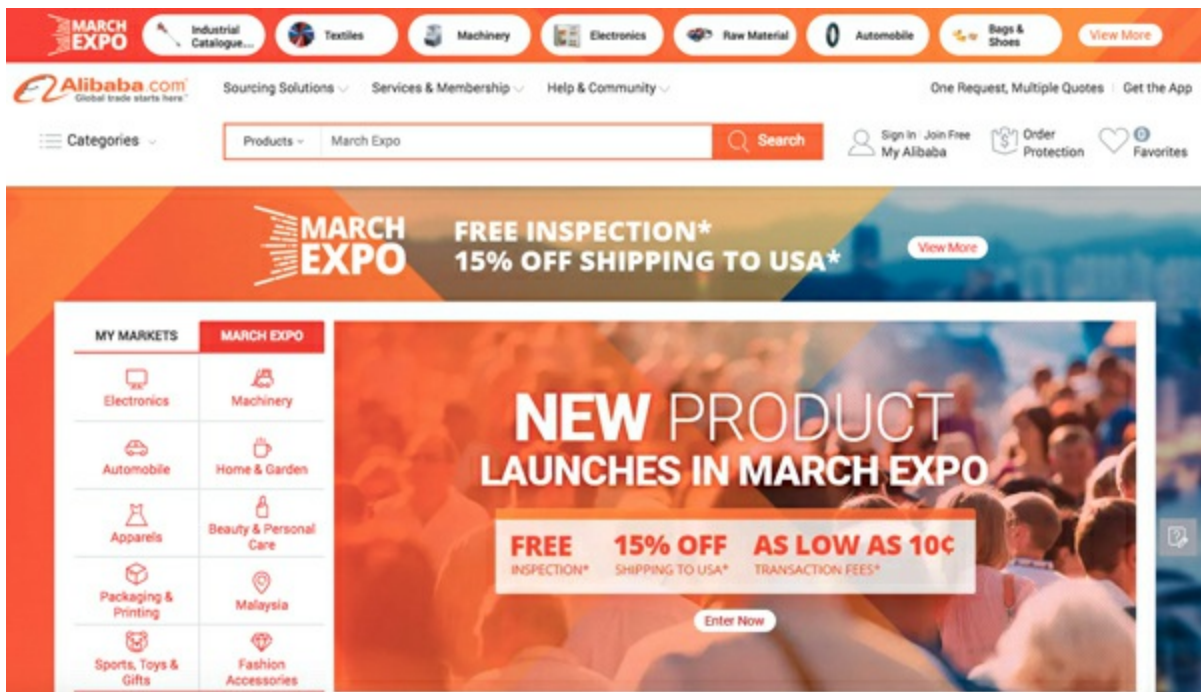 MARCH
EXPO
Industrial
Catalogue...
Textiles
Machinery
Electronics
Raw Material
Automobile
Bags &
Shoes
View More
Alibaba.com
Global trade starts here.™
Sourcing Solutions
Services & Membership
Help & Community
One Request, Multiple Quotes
Get the App
Categories
Products
March Expo
Search
Sign In Join Free
My Alibaba
Order
Protection
0
Favorites
MARCH
EXPO
FREE INSPECTION*
15% OFF SHIPPING TO USA*
View More
MY MARKETS
MARCH EXPO
Electronics
Machinery
Automobile
Home & Garden
Apparels
Beauty & Personal
Care
Packaging &
Printing
Malaysia
Sports, Toys &
Gifts
Fashion
Accessories
NEW PRODUCT
LAUNCHES IN MARCH EXPO
FREE
INSPECTION*
15% OFF
SHIPPING TO USA*
AS LOW AS 10¢
TRANSACTION FEES*
Enter Now